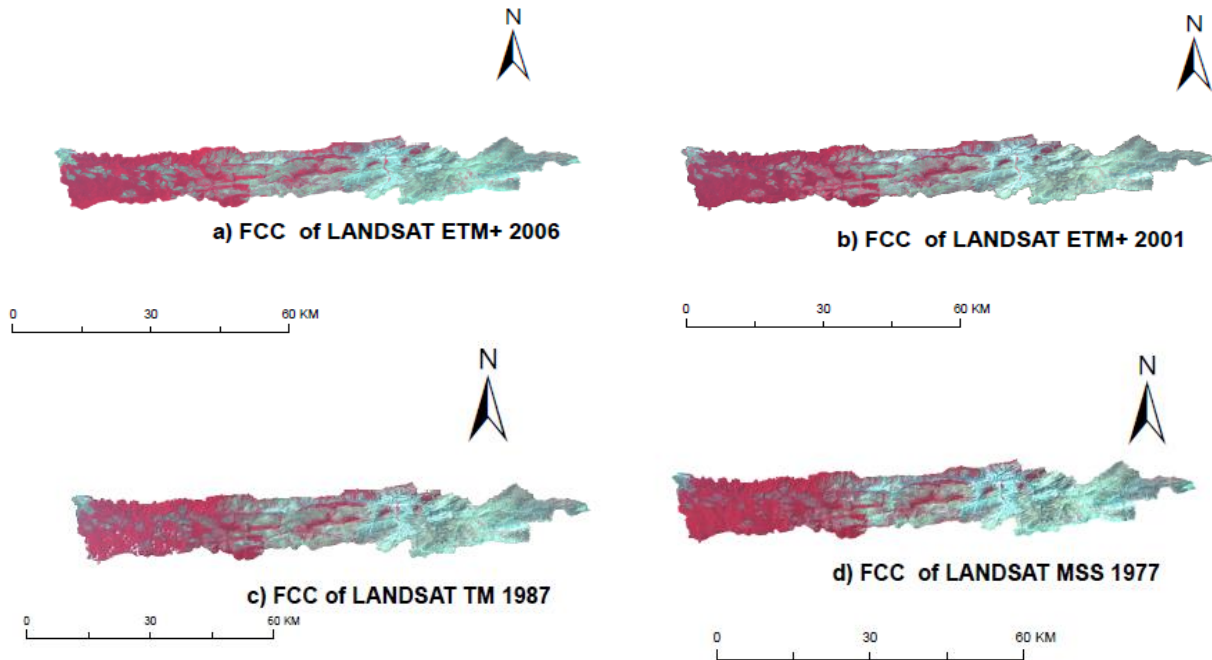 N
N
a) FCC of LANDSAT ETM+ 2006
b) FCC of LANDSAT ETM+ 2001
0 30 60 KM
0 30 60 KM
N
N
c) FCC of LANDSAT TM 1987
d) FCC of LANDSAT MSS 1977
0 30 60 KM
0 30 60 KM